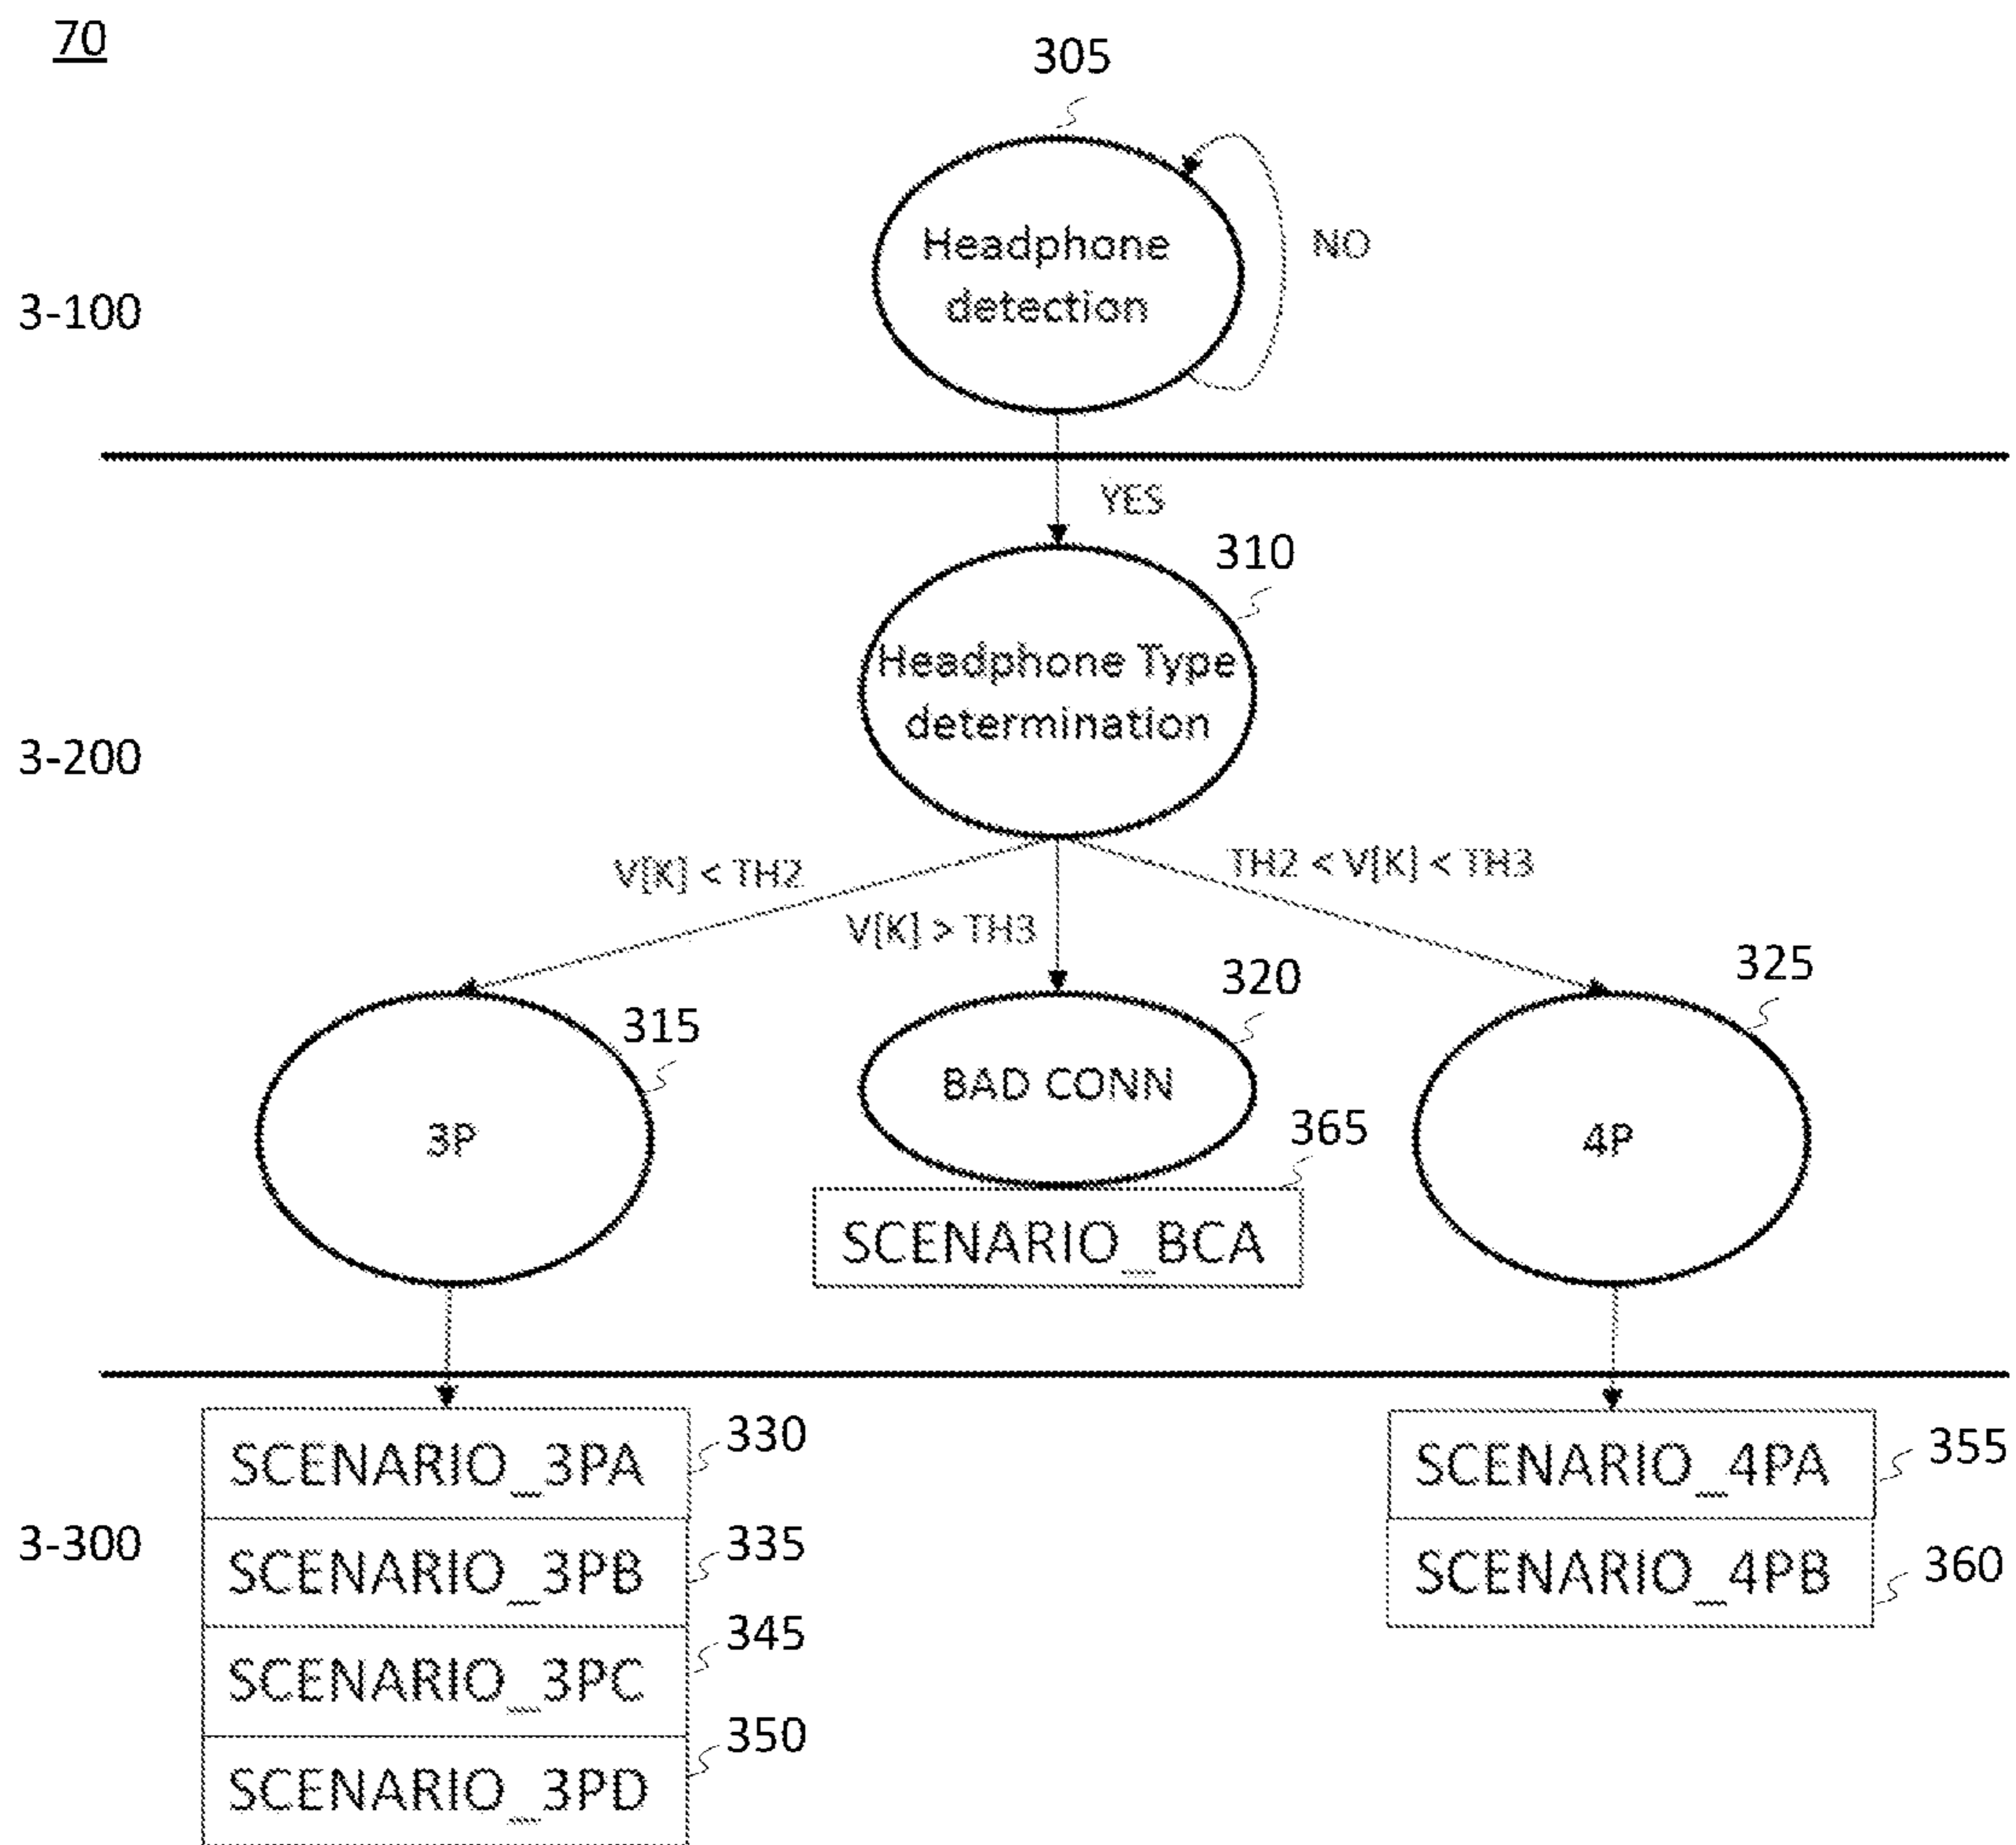 70
305
Headphone
detection
NO
3-100
YES
310
Headphone Type
determination
3-200
V[K] < TH2
V[K] > TH3
TH2 < V[K] < TH3
315
320
325
3P
BAD CONN
4P
365
SCENARIO_BCA
3-300
SCENARIO_3PA
330
SCENARIO_3PB
335
SCENARIO_3PC
345
SCENARIO_3PD
350
SCENARIO_4PA
355
SCENARIO_4PB
360